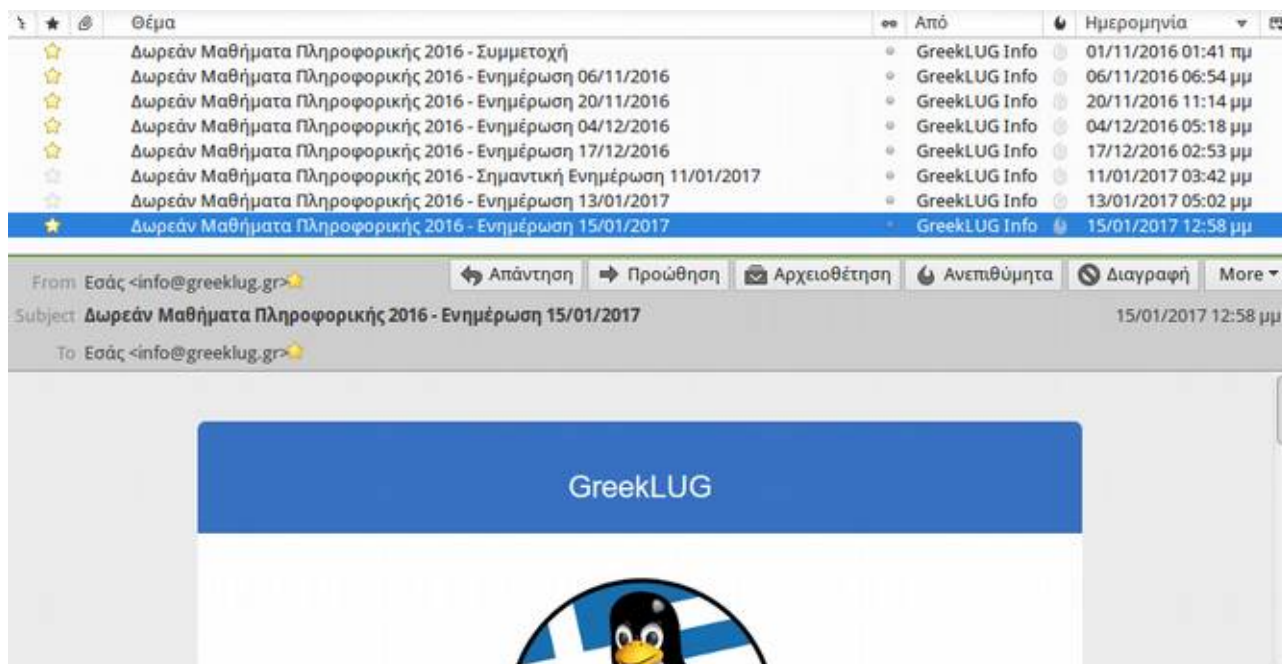 Θέμα Από Ημερομηνία
Δωρεάν Μαθήματα Πληροφορικής 2016 - Συμμετοχή GreekLUG Info 01/11/2016 01:41 πμ
Δωρεάν Μαθήματα Πληροφορικής 2016 - Ενημέρωση 06/11/2016 GreekLUG Info 06/11/2016 06:54 μμ
Δωρεάν Μαθήματα Πληροφορικής 2016 - Ενημέρωση 20/11/2016 GreekLUG Info 20/11/2016 11:14 μμ
Δωρεάν Μαθήματα Πληροφορικής 2016 - Ενημέρωση 04/12/2016 GreekLUG Info 04/12/2016 05:18 μμ
Δωρεάν Μαθήματα Πληροφορικής 2016 - Ενημέρωση 17/12/2016 GreekLUG Info 17/12/2016 02:53 μμ
Δωρεάν Μαθήματα Πληροφορικής 2016 - Σημαντική Ενημέρωση 11/01/2017 GreekLUG Info 11/01/2017 03:42 μμ
Δωρεάν Μαθήματα Πληροφορικής 2016 - Ενημέρωση 13/01/2017 GreekLUG Info 13/01/2017 05:02 μμ
Δωρεάν Μαθήματα Πληροφορικής 2016 - Ενημέρωση 15/01/2017 GreekLUG Info 15/01/2017 12:58 μμ
From Εσάς <info@greeklug.gr> Απάντηση Προώθηση Αρχειοθέτηση Ανεπιθύμητα Διαγραφή More
Subject Δωρεάν Μαθήματα Πληροφορικής 2016 - Ενημέρωση 15/01/2017 15/01/2017 12:58 μμ
To Εσάς <info@greeklug.gr>
GreekLUG